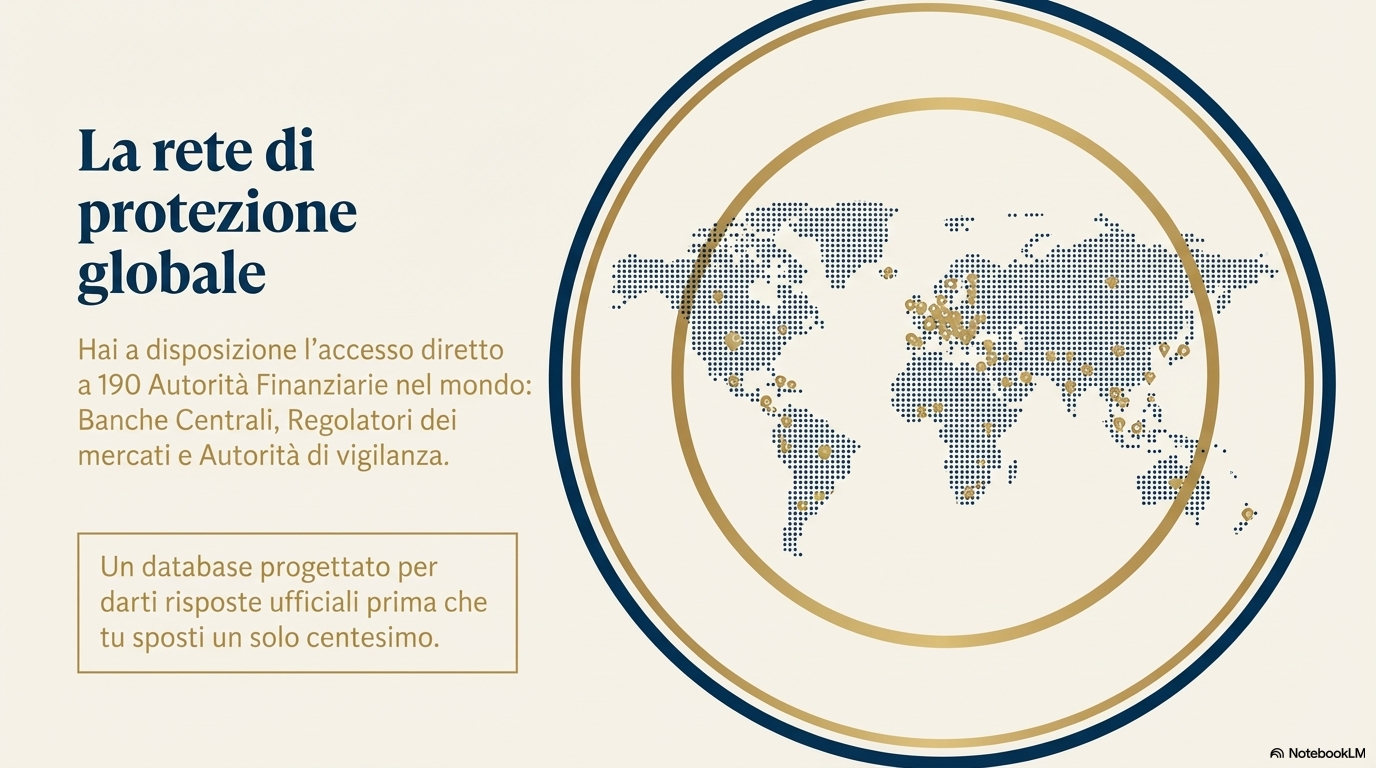 La rete di
protezione
globale
Hai a disposizione l’accesso diretto
a 190 Autorità Finanziarie nel mondo:
Banche Centrali, Regolatori dei
mercati e Autorità di vigilanza.
Un database progettato per
darti risposte ufficiali prima che
tu sposti un solo centesimo.
NotebookLM